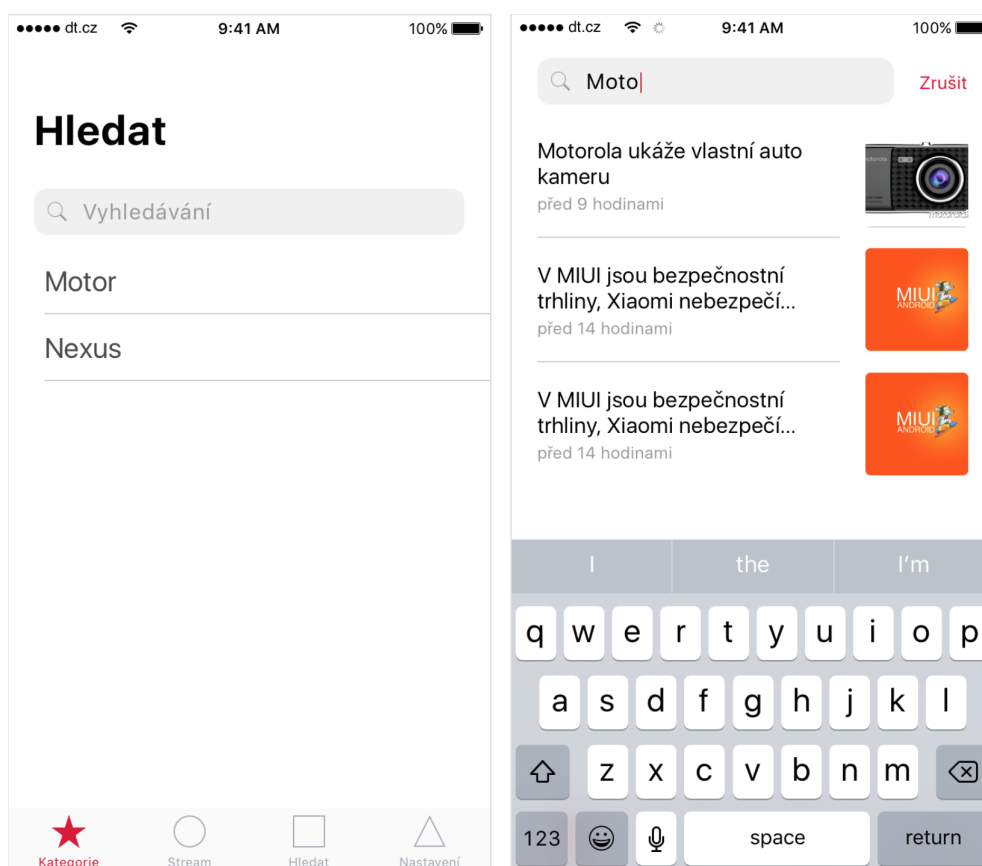 dt.cz 9:41 AM 100%
Hledat
Vyhledávání
Motor
Nexus
Kategorie Stream Hledat Nastavení
dt.cz 9:41 AM 100%
Moto Zrušit
Motorola ukáže vlastní auto
kameru
před 9 hodinami
motorola
V MIUI jsou bezpečnostní
trhliny, Xiaomi nebezpečí...
před 14 hodinami
MIUI
ANDROID
V MIUI jsou bezpečnostní
trhliny, Xiaomi nebezpečí...
před 14 hodinami
MIUI
ANDROID
I the I'm
q w e r t y u i o p
a s d f g h j k l
z x c v b n m
123 space return